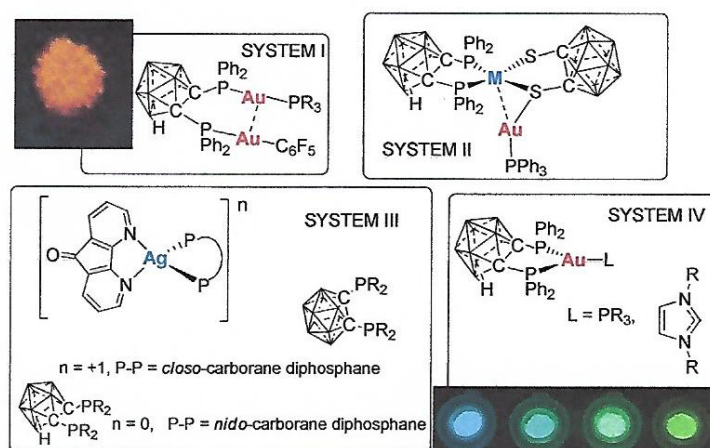 SYSTEM I
Ph2
P
Au
PR3
H
P
Ph2
Au
C6F5
Ph2
P
S
C
C
M
C
C
P
S
H
Ph2
Au
PPh3
SYSTEM II
n
SYSTEM III
N
P
O
Ag
N
P
PR2
C
C
PR2
n = +1, P-P = closo-carborane diphosphane
PR2
C
C
PR2
H
n = 0, P-P = nido-carborane diphosphane
SYSTEM IV
Ph2
C
P
Au
L
C
P
H
Ph2
R
N
L = PR3,
N
R